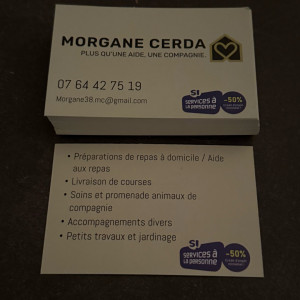 MORGANE CERDA
PLUS QU'UNE AIDE, UNE COMPAGNIE.
07 64 42 75 19
Morgane38.mc@gmail.com
SERVICES À
LA PERSONNE
-50%
• Préparations de repas à domicile / Aide
aux repas
• Livraison de courses
• Soins et promenade animaux de
compagnie
• Accompagnements divers
• Petits travaux et jardinage
SERVICES À
LA PERSONNE
-50%